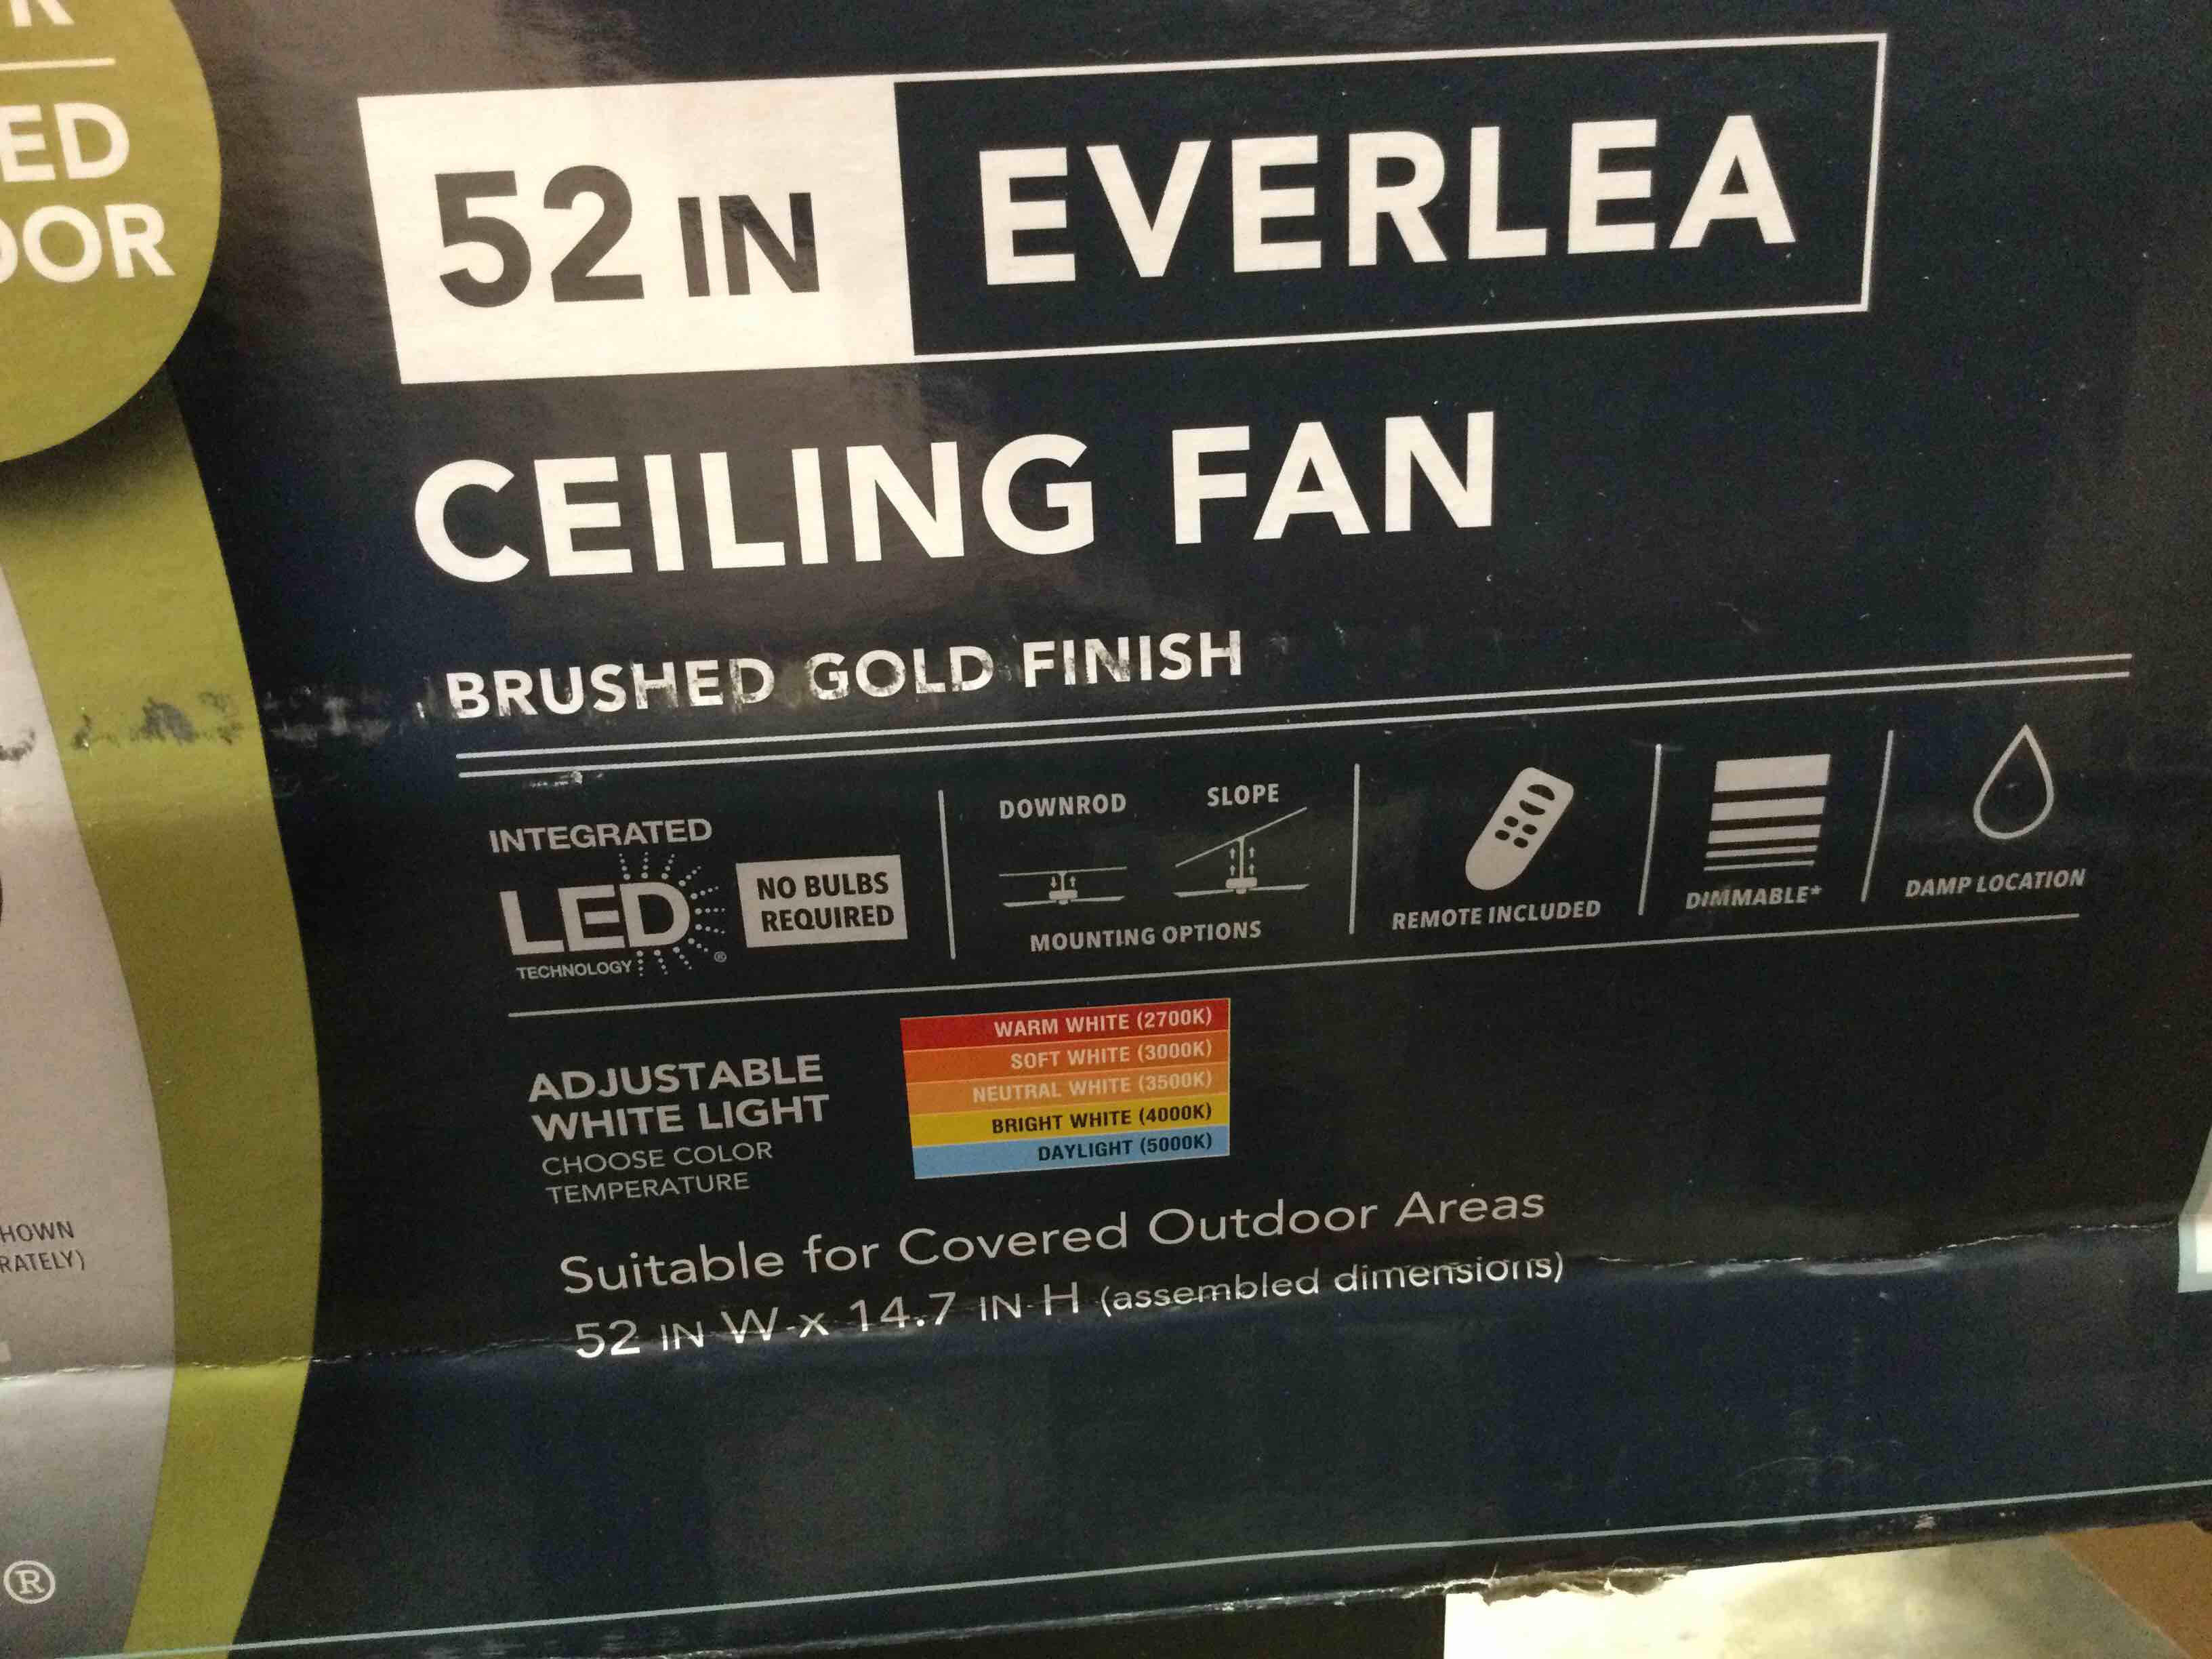 ED
OOR
52 IN EVERLEA
CEILING FAN
BRUSHED GOLD FINISH
INTEGRATED
LED
TECHNOLOGY ®
NO BULBS
REQUIRED
DOWNROD SLOPE
MOUNTING OPTIONS
REMOTE INCLUDED
DIMMABLE*
DAMP LOCATION
ADJUSTABLE
WHITE LIGHT
CHOOSE COLOR
TEMPERATURE
WARM WHITE (2700K)
SOFT WHITE (3000K)
NEUTRAL WHITE (3500K)
BRIGHT WHITE (4000K)
DAYLIGHT (5000K)
Suitable for Covered Outdoor Areas
52 IN W x 14.7 IN H (assembled dimensions)
HOWN
RATELY)
®